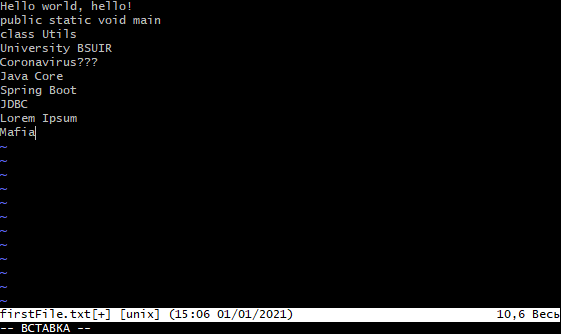 Hello world, hello!
public static void main
class Utils
University BSUIR
Coronavirus???
Java Core
Spring Boot
JDBC
Lorem Ipsum
Mafia
~
~
~
~
~
~
~
~
~
~
~
~
firstFile.txt[+] [unix] (15:06 01/01/2021) 10,6 Весь
-- ВСТАВКА --